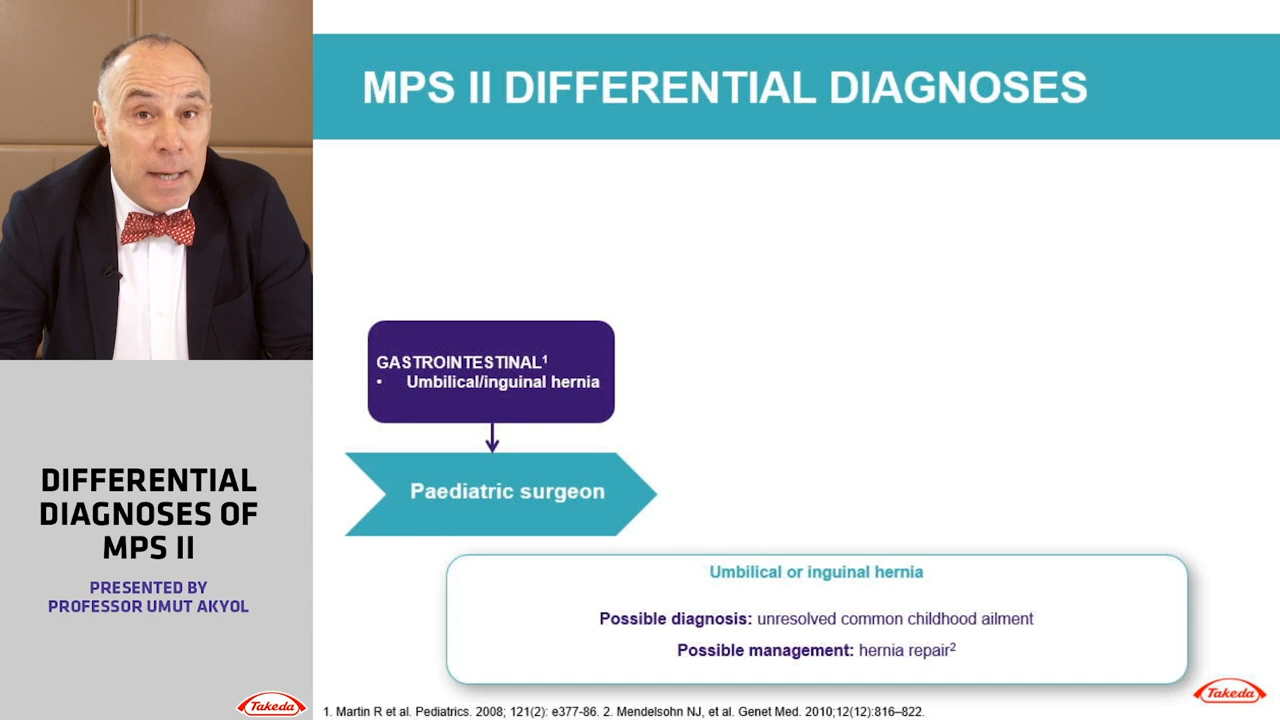 MPS II DIFFERENTIAL DIAGNOSES
GASTROINTESTINAL¹
• Umbilical/inguinal hernia
Paediatric surgeon
Umbilical or inguinal hernia
Possible diagnosis: unresolved common childhood ailment
Possible management: hernia repair²
DIFFERENTIAL
DIAGNOSES OF
MPS II
PRESENTED BY
PROFESSOR UMUT AKYOL
Takeda
Takeda
1. Martin R et al. Pediatrics. 2008; 121(2): e377-86. 2. Mendelsohn NJ, et al. Genet Med. 2010;12(12):816–822.